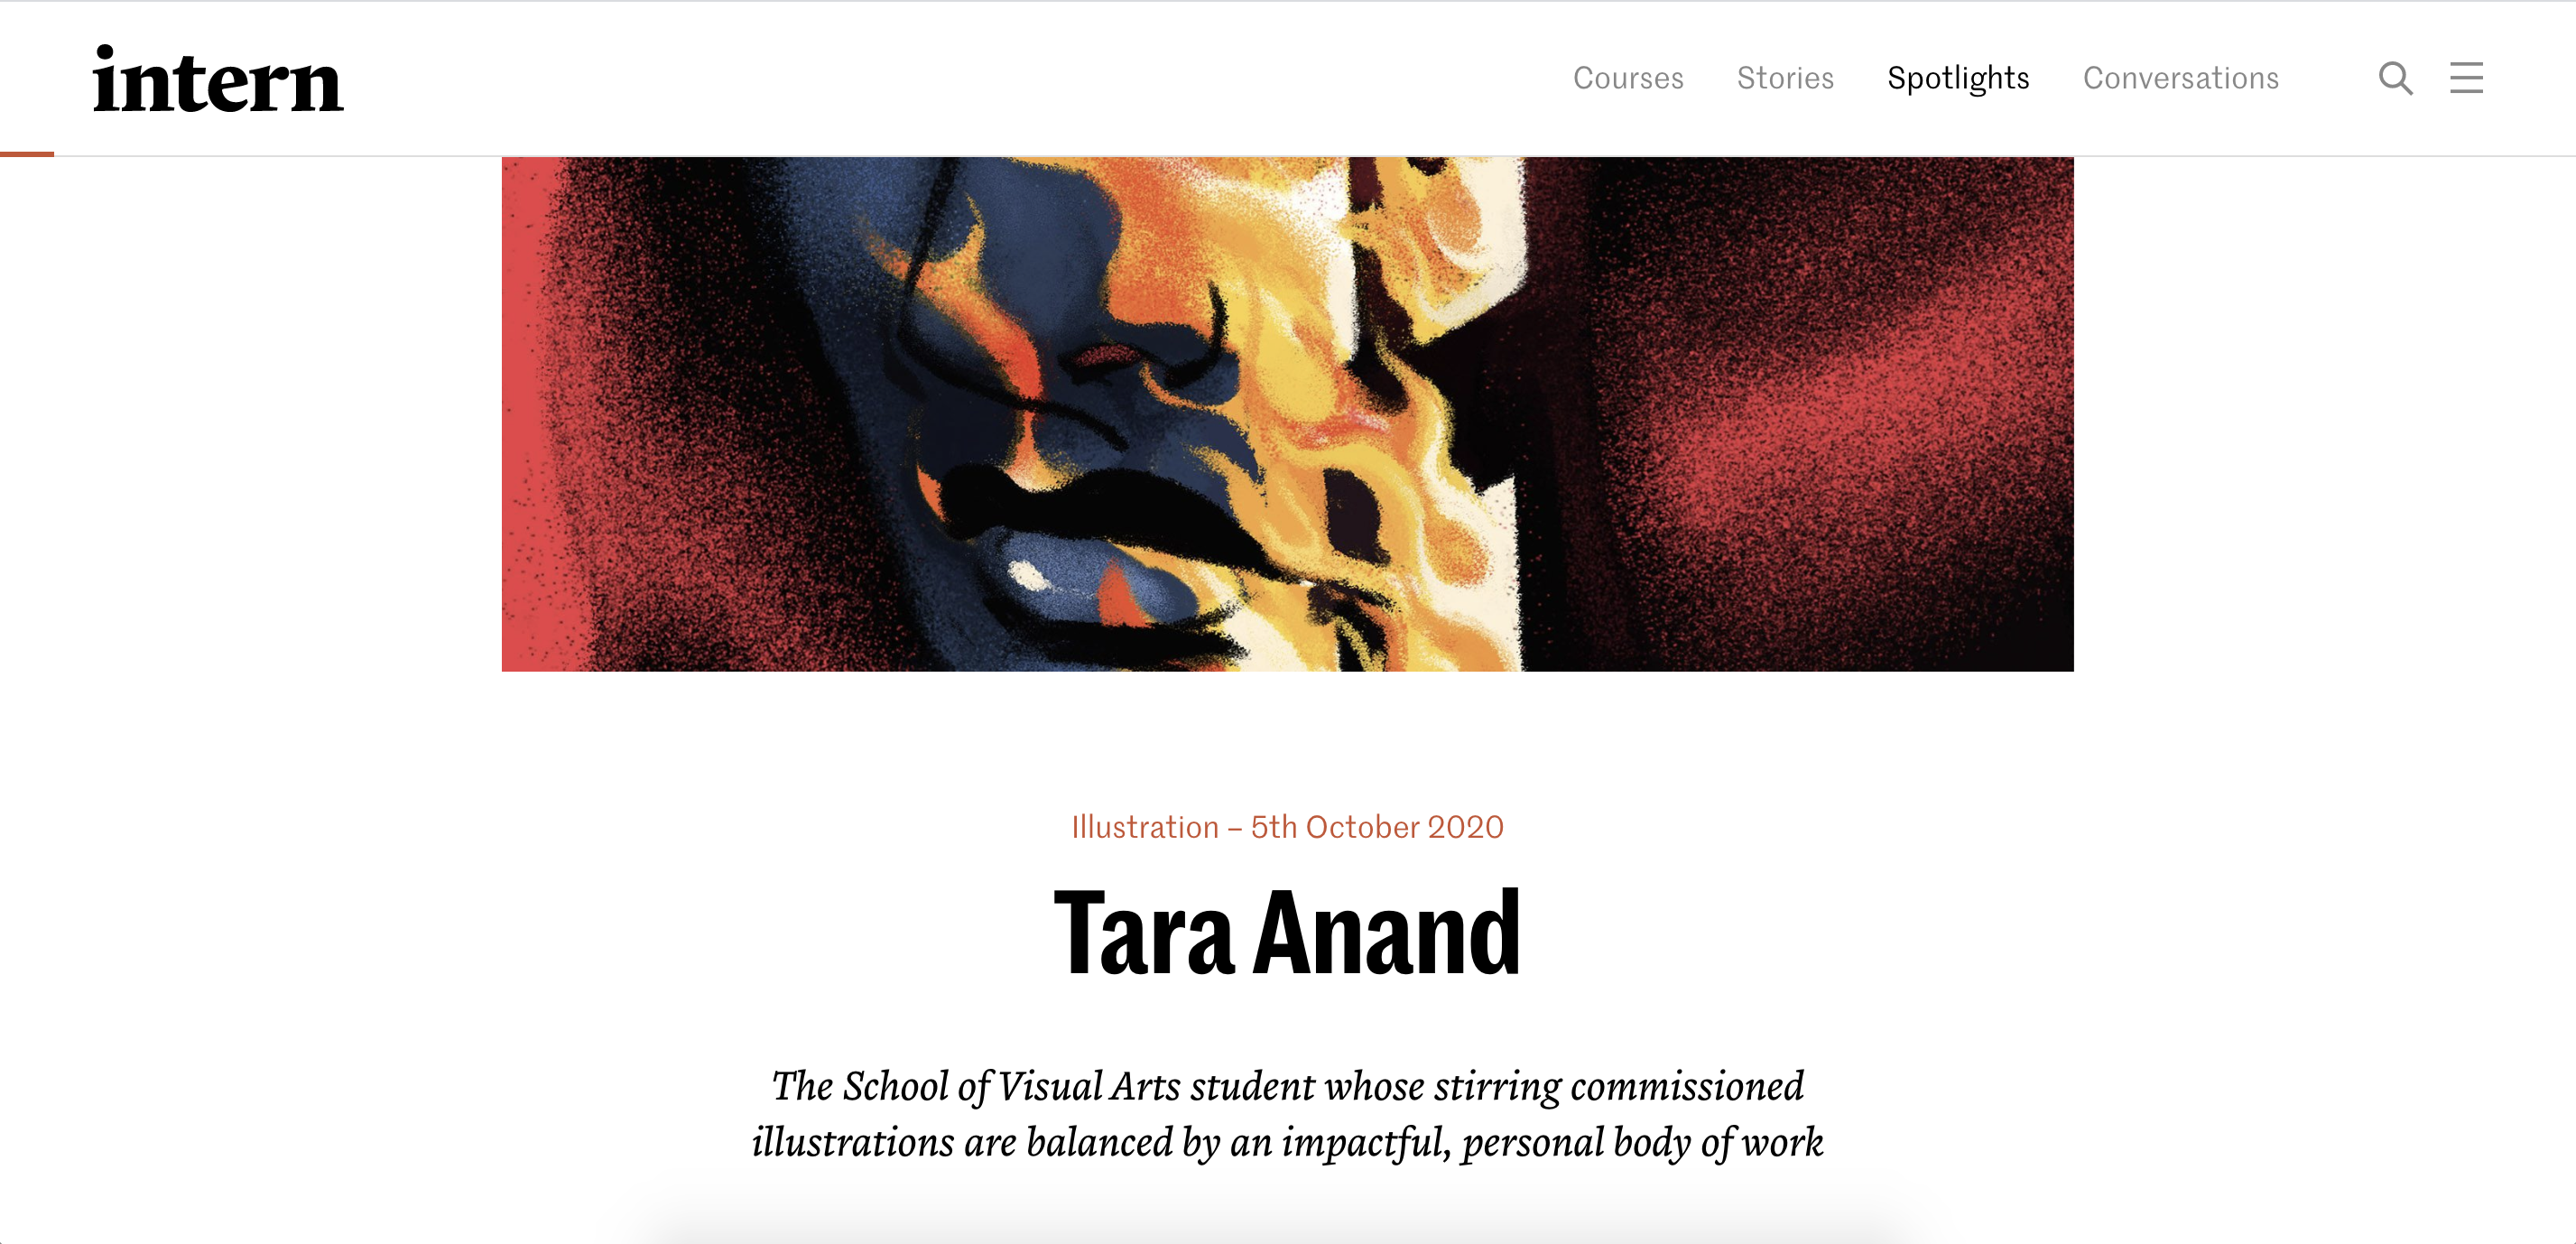 intern
Courses Stories Spotlights Conversations
Illustration – 5th October 2020
Tara Anand
The School of Visual Arts student whose stirring commissioned
illustrations are balanced by an impactful, personal body of work